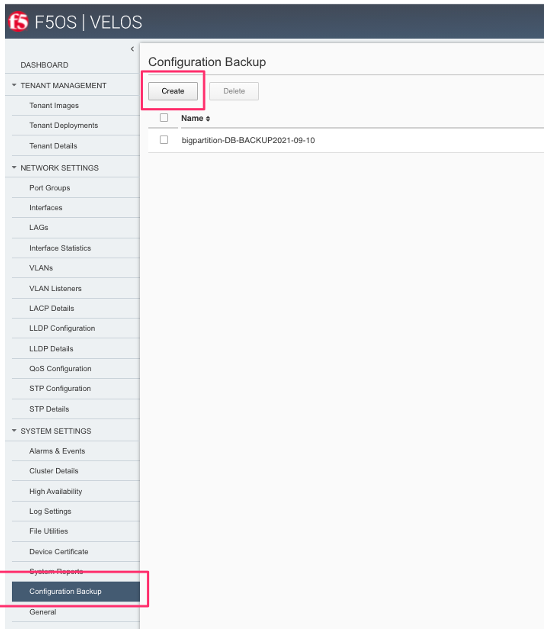 f5 F5OS | VELOS
DASHBOARD
TENANT MANAGEMENT
Tenant Images
Tenant Deployments
Tenant Details
NETWORK SETTINGS
Port Groups
Interfaces
LAGs
Interface Statistics
VLANs
VLAN Listeners
LACP Details
LLDP Configuration
LLDP Details
QoS Configuration
STP Configuration
STP Details
SYSTEM SETTINGS
Alarms & Events
Cluster Details
High Availability
Log Settings
File Utilities
Device Certificate
System Reports
Configuration Backup
General
Configuration Backup
Create Delete
Name
bigpartition-DB-BACKUP2021-09-10